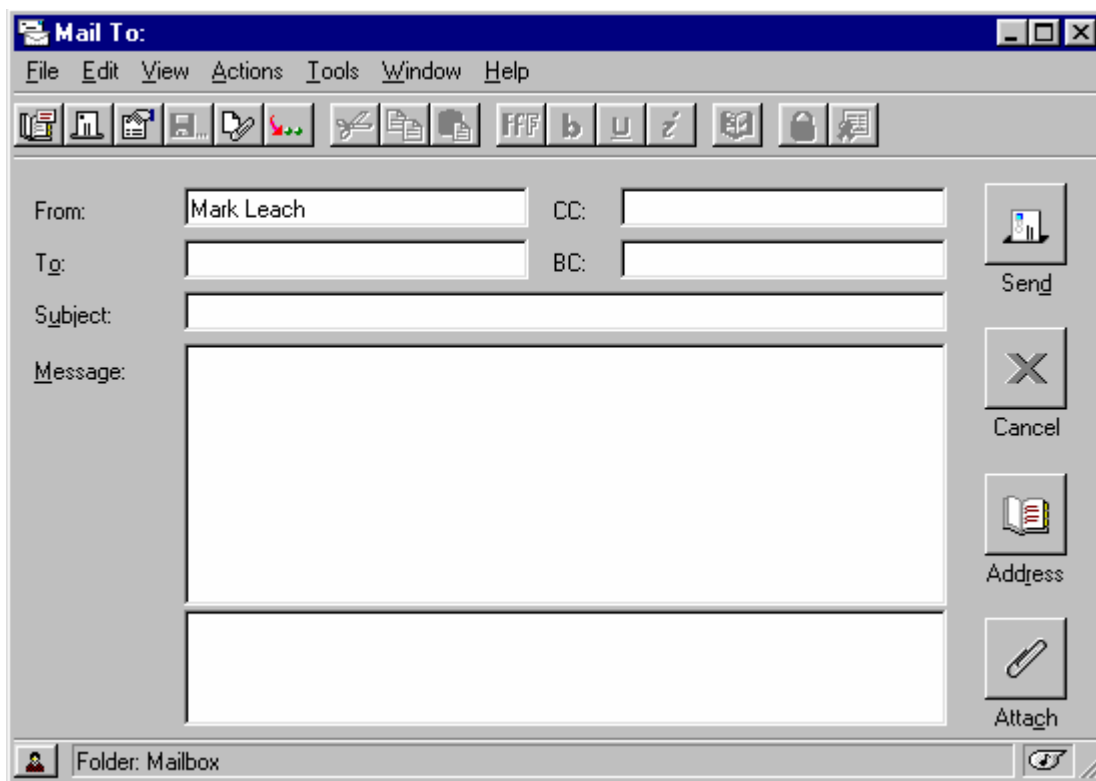 Mail To:
File Edit View Actions Tools Window Help
FfF b u i
From: Mark Leach CC:
To: BC:
Subject:
Message:
Send
Cancel
Address
Attach
Folder: Mailbox